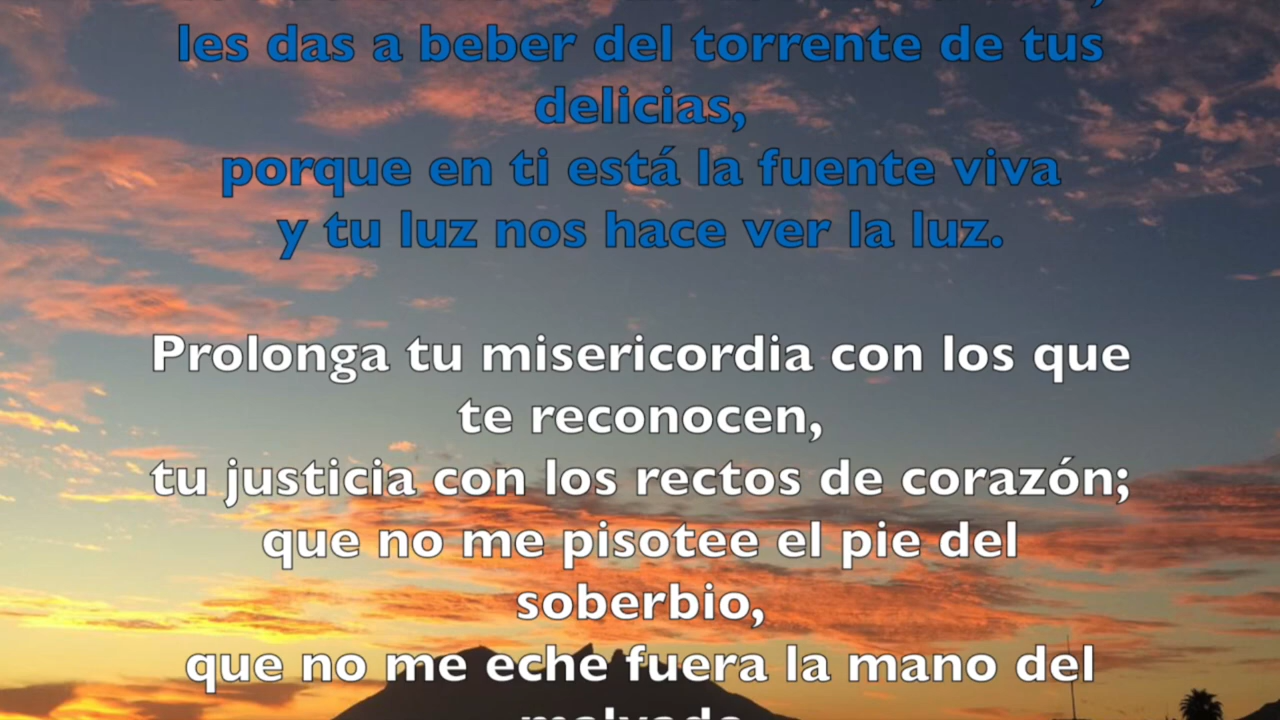 les das a beber del torrente de tus
delicias,
porque en ti está la fuente viva
y tu luz nos hace ver la luz.
Prolonga tu misericordia con los que
te reconocen,
tu justicia con los rectos de corazón;
que no me pisotee el pie del
soberbio,
que no me eche fuera la mano del
malvado